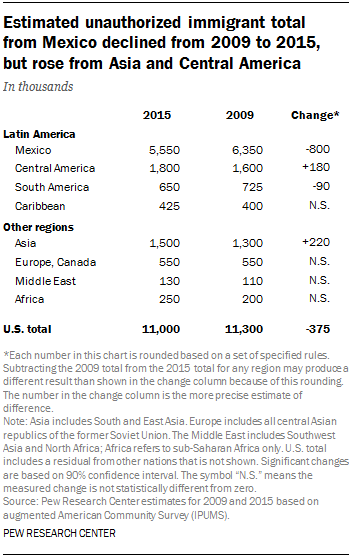 Estimated unauthorized immigrant total
from Mexico declined from 2009 to 2015,
but rose from Asia and Central America
In thousands
2015 2009 Change*
Latin America
Mexico 5,550 6,350 -800
Central America 1,800 1,600 +180
South America 650 725 -90
Caribbean 425 400 N.S.
Other regions
Asia 1,500 1,300 +220
Europe, Canada 550 550 N.S.
Middle East 130 110 N.S.
Africa 250 200 N.S.
U.S. total 11,000 11,300 -375
*Each number in this chart is rounded based on a set of specified rules.
Subtracting the 2009 total from the 2015 total for any region may produce a
different result than shown in the change column because of this rounding.
The number in the change column is the more precise estimate of
difference.
Note: Asia includes South and East Asia. Europe includes all central Asian
republics of the former Soviet Union. The Middle East includes Southwest
Asia and North Africa; Africa refers to sub-Saharan Africa only. U.S. total
includes a residual from other nations that is not shown. Significant changes
are based on 90% confidence interval. The symbol “N.S.” means the
measured change is not statistically different from zero.
Source: Pew Research Center estimates for 2009 and 2015 based on
augmented American Community Survey (IPUMS).
PEW RESEARCH CENTER